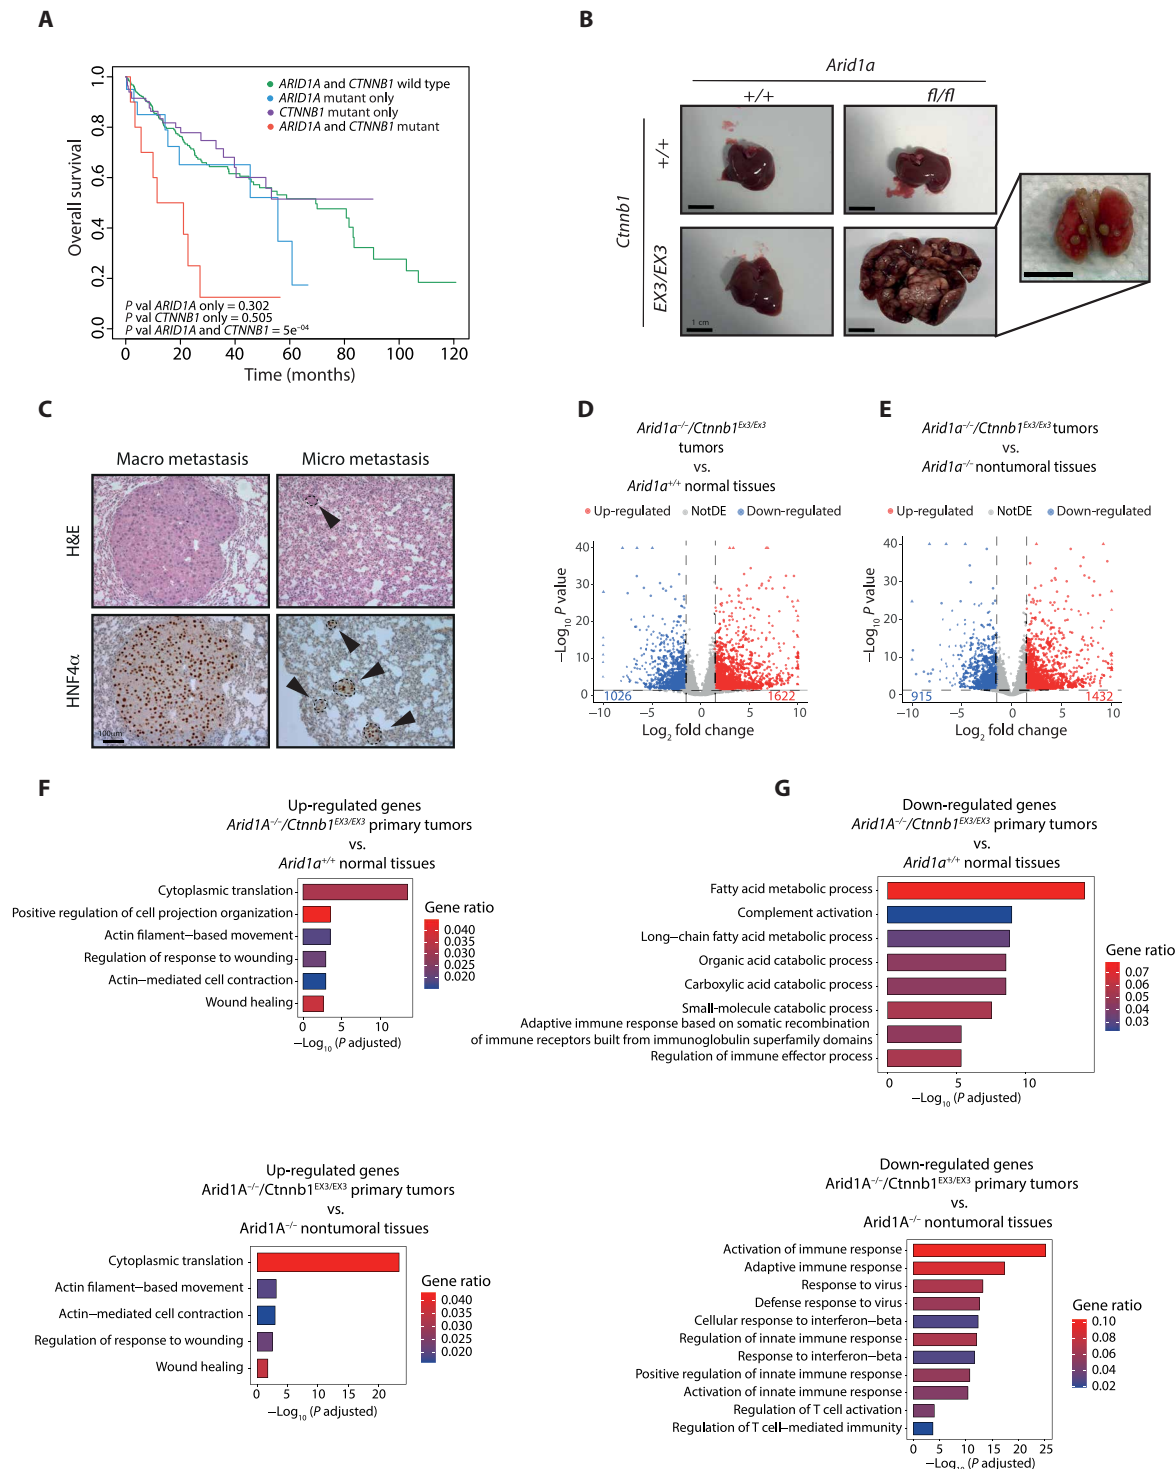 A
B
1.0
0.8
0.6
0.4
0.2
0.0
Overall survival
ARID1A and CTNNB1 wild type
ARID1A mutant only
CTNNB1 mutant only
ARID1A and CTNNB1 mutant
P val ARID1A only = 0.302
P val CTNNB1 only = 0.505
P val ARID1A and CTNNB1 = 5e⁻⁰⁴
0 20 40 60 80 100 120
Time (months)
Arid1a
+/+ fl/fl
Ctnnb1
+/+
EX3/EX3
1 cm
C
D
E
Macro metastasis Micro metastasis
H&E
HNF4α
100μm
Arid1a⁻/⁻/Ctnnb1ᴱˣ³/ᴱˣ³
tumors
vs.
Arid1a⁺/⁺ normal tissues
Up-regulated NotDE Down-regulated
40
30
20
10
0
−Log₁₀ P value
1026 1622
−10 −5 0 5 10
Log₂ fold change
Arid1a⁻/⁻/Ctnnb1ᴱˣ³/ᴱˣ³ tumors
vs.
Arid1a⁻/⁻ nontumoral tissues
Up-regulated NotDE Down-regulated
40
30
20
10
0
−Log₁₀ P value
915 1432
−10 −5 0 5 10
Log₂ fold change
F
G
Up-regulated genes
Arid1A⁻/⁻/Ctnnb1ᴱˣ³/ᴱˣ³ primary tumors
vs.
Arid1a⁺/⁺ normal tissues
Cytoplasmic translation
Positive regulation of cell projection organization
Actin filament−based movement
Regulation of response to wounding
Actin−mediated cell contraction
Wound healing
0 5 10
−Log₁₀ (P adjusted)
Gene ratio
0.040
0.035
0.030
0.025
0.020
Down-regulated genes
Arid1A⁻/⁻/Ctnnb1ᴱˣ³/ᴱˣ³ primary tumors
vs.
Arid1a⁺/⁺ normal tissues
Fatty acid metabolic process
Complement activation
Long−chain fatty acid metabolic process
Organic acid catabolic process
Carboxylic acid catabolic process
Small-molecule catabolic process
Adaptive immune response based on somatic recombination
of immune receptors built from immunoglobulin superfamily domains
Regulation of immune effector process
0 5 10
−Log₁₀ (P adjusted)
Gene ratio
0.07
0.06
0.05
0.04
0.03
Up-regulated genes
Arid1A⁻/⁻/Ctnnb1ᴱˣ³/ᴱˣ³ primary tumors
vs.
Arid1A⁻/⁻ nontumoral tissues
Cytoplasmic translation
Actin filament−based movement
Actin−mediated cell contraction
Regulation of response to wounding
Wound healing
0 5 10 15 20
−Log₁₀ (P adjusted)
Gene ratio
0.040
0.035
0.030
0.025
0.020
Down-regulated genes
Arid1A⁻/⁻/Ctnnb1ᴱˣ³/ᴱˣ³ primary tumors
vs.
Arid1A⁻/⁻ nontumoral tissues
Activation of immune response
Adaptive immune response
Response to virus
Defense response to virus
Cellular response to interferon−beta
Regulation of innate immune response
Response to interferon−beta
Positive regulation of innate immune response
Activation of innate immune response
Regulation of T cell activation
Regulation of T cell−mediated immunity
0 5 10 15 20 25
−Log₁₀ (P adjusted)
Gene ratio
0.10
0.08
0.06
0.04
0.02